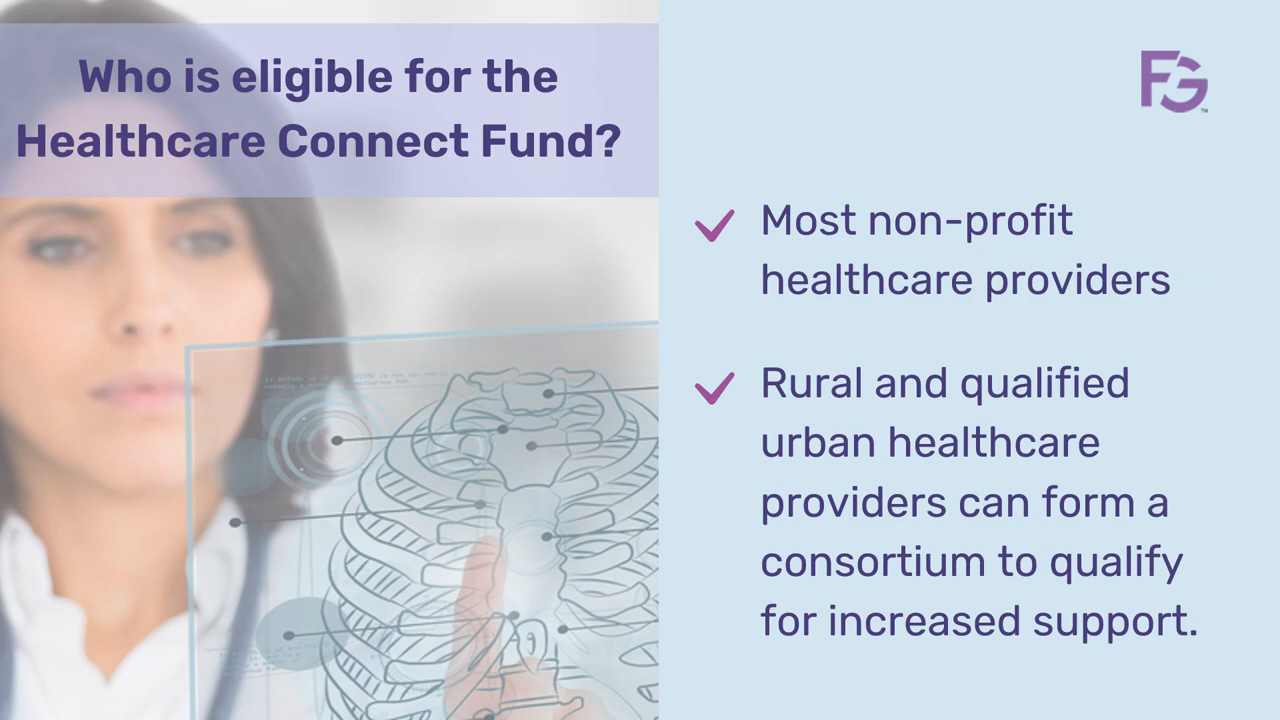 Who is eligible for the
Healthcare Connect Fund?
FG
Most non-profit
healthcare providers
Rural and qualified
urban healthcare
providers can form a
consortium to qualify
for increased support.